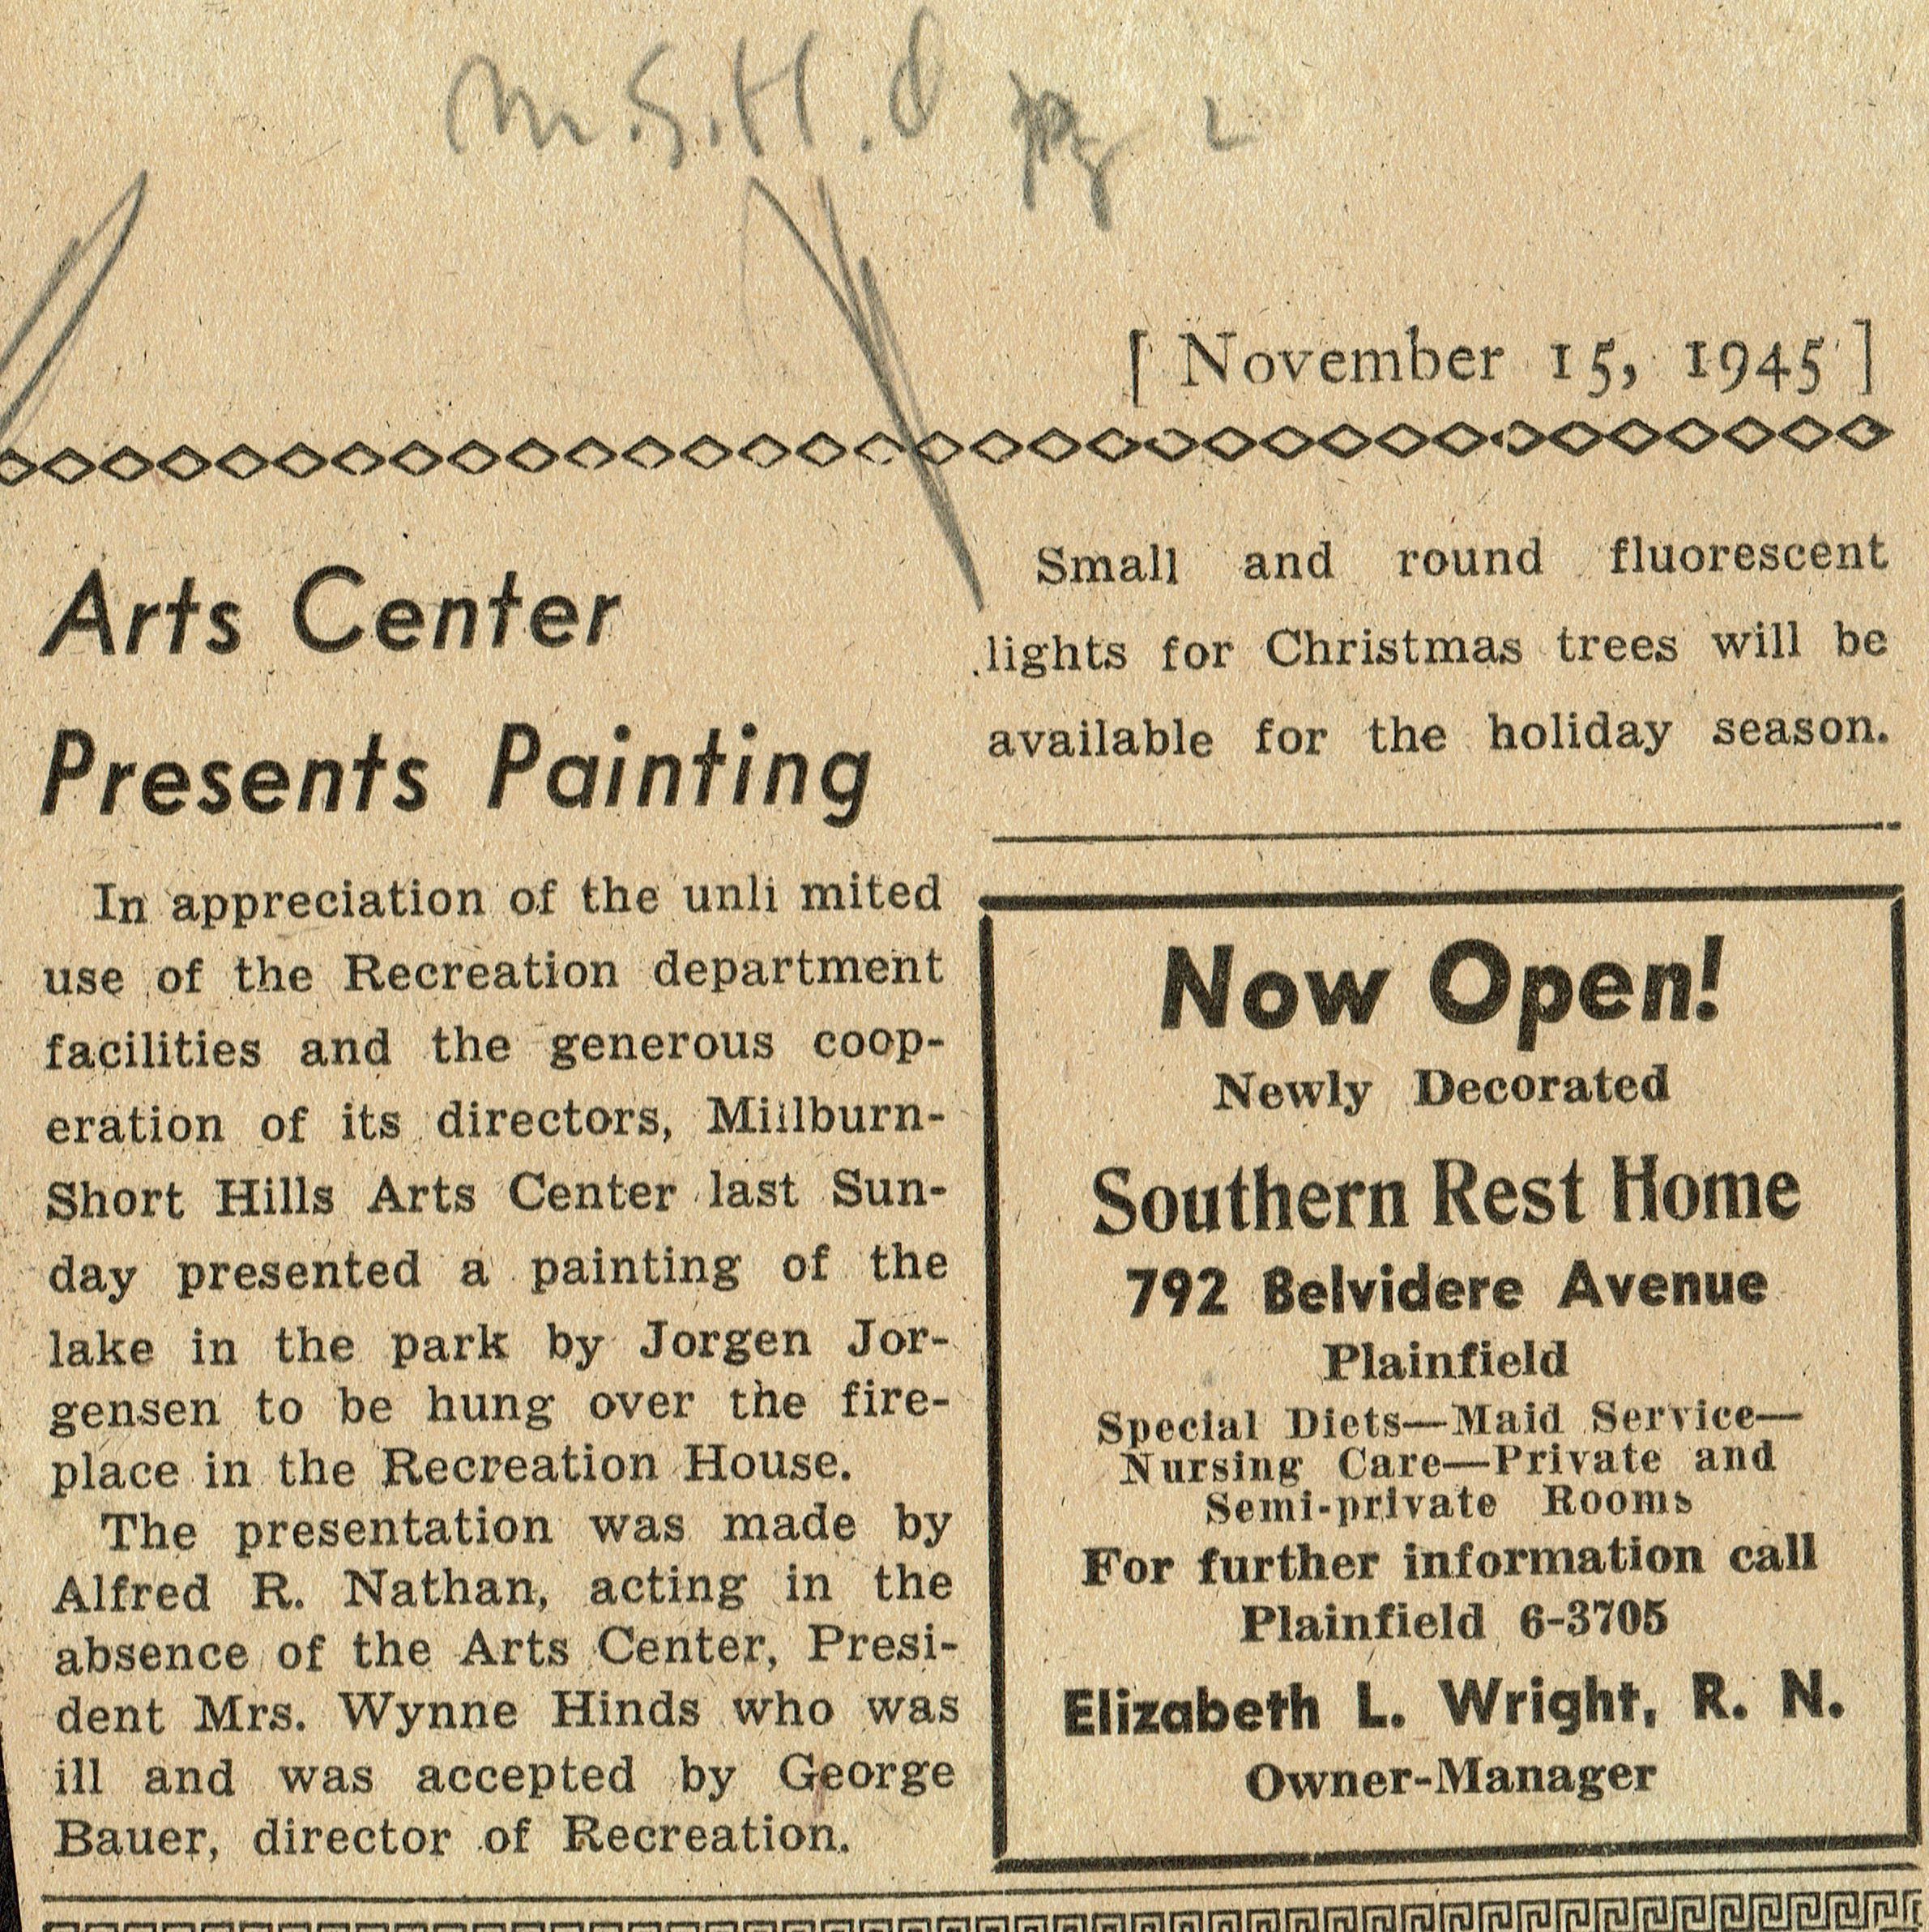 m.S.H. pg 2
[ November 15, 1945 ]
Arts Center
Presents Painting
In appreciation of the unli mited
use of the Recreation department
facilities and the generous coop-
eration of its directors, Millburn-
Short Hills Arts Center last Sun-
day presented a painting of the
lake in the park by Jorgen Jor-
gensen to be hung over the fire-
place in the Recreation House.
The presentation was made by
Alfred R. Nathan, acting in the
absence of the Arts Center, Presi-
dent Mrs. Wynne Hinds who was
ill and was accepted by George
Bauer, director of Recreation.
Small and round fluorescent
lights for Christmas trees will be
available for the holiday season.
Now Open!
Newly Decorated
Southern Rest Home
792 Belvidere Avenue
Plainfield
Special Diets—Maid Service—
Nursing Care—Private and
Semi-private Rooms
For further information call
Plainfield 6-3705
Elizabeth L. Wright, R. N.
Owner-Manager